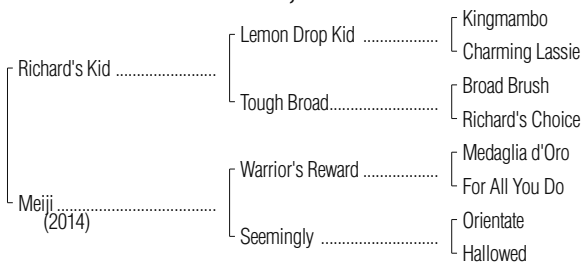 Kingmambo
Lemon Drop Kid ..................
Charming Lassie
Richard's Kid ........................
Broad Brush
Tough Broad..........................
Richard's Choice
Medaglia d'Oro
Warrior's Reward ..................
For All You Do
Meiji ......................................
(2014)
Orientate
Seemingly ............................
Hallowed